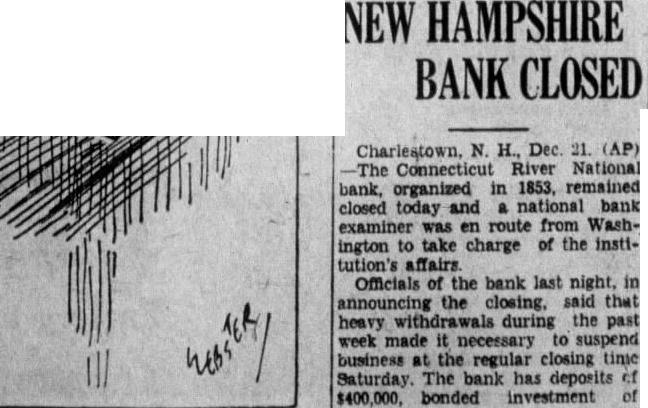 NEW HAMPSHIRE
BANK CLOSED
Charlestown, N. H., Dec. 21. (AP)
—The Connecticut River National
bank, organized in 1853, remained
closed today and a national bank
examiner was en route from Wash-
ington to take charge of the insti-
tution's affairs.
Officials of the bank last night, in
announcing the closing, said that
heavy withdrawals during the past
week made it necessary to suspend
business at the regular closing time
Saturday. The bank has deposits of
$400,000, bonded investment of
WEBSTER